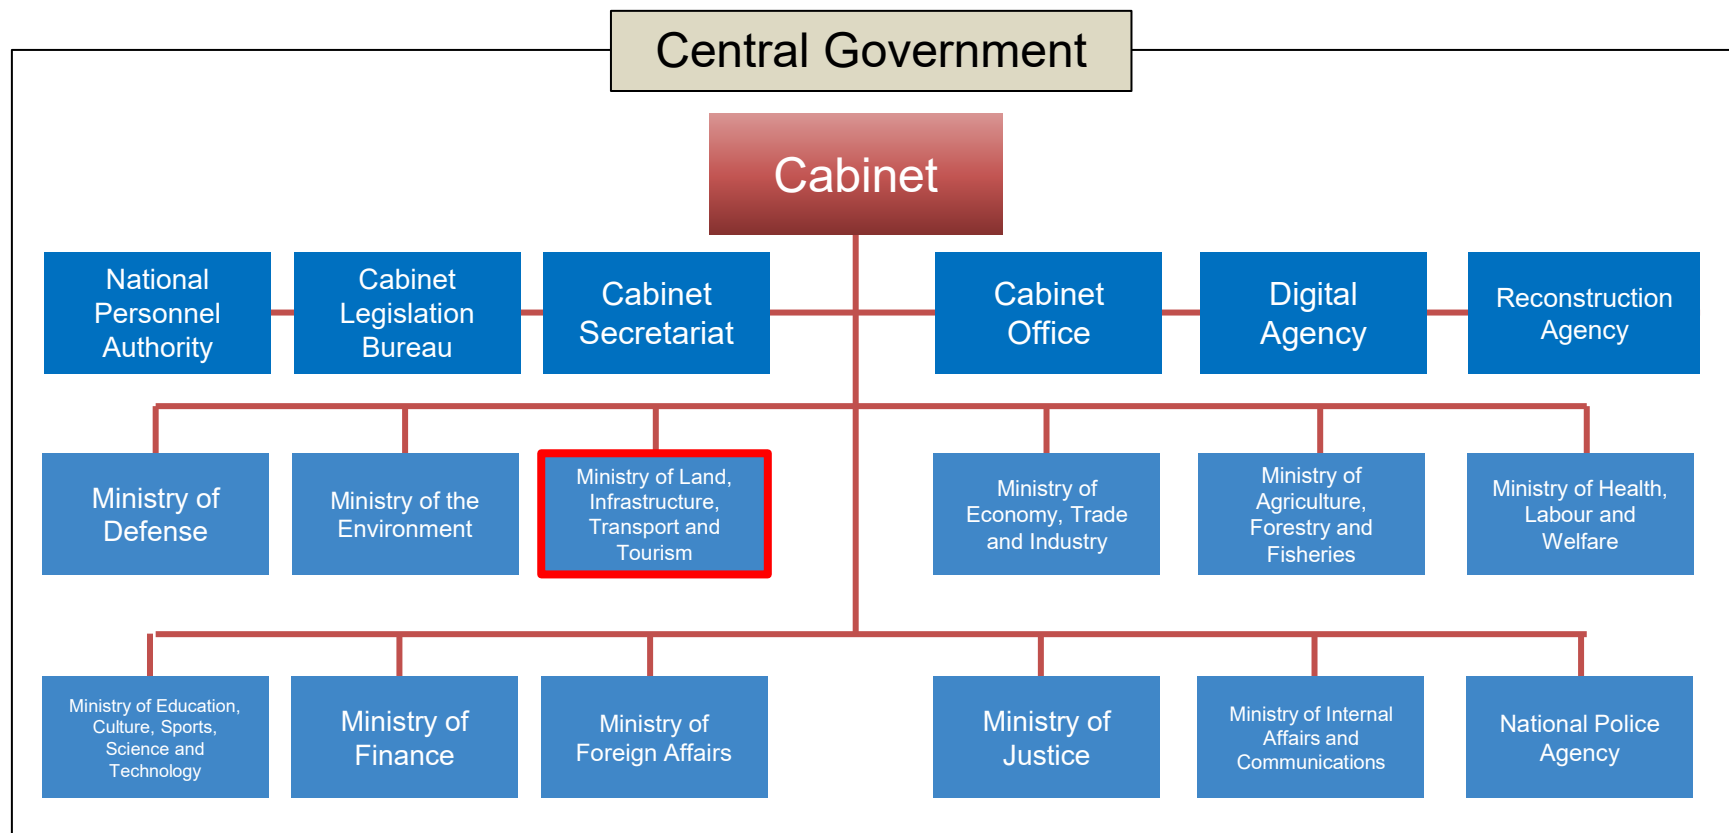 Central Government
Cabinet
National
Personnel
Authority
Cabinet
Legislation
Bureau
Cabinet
Secretariat
Cabinet
Office
Digital
Agency
Reconstruction
Agency
Ministry of
Defense
Ministry of the
Environment
Ministry of Land,
Infrastructure,
Transport and
Tourism
Ministry of
Economy, Trade
and Industry
Ministry of
Agriculture,
Forestry and
Fisheries
Ministry of Health,
Labour and
Welfare
Ministry of Education,
Culture, Sports,
Science and
Technology
Ministry of
Finance
Ministry of
Foreign Affairs
Ministry of
Justice
Ministry of Internal
Affairs and
Communications
National Police
Agency